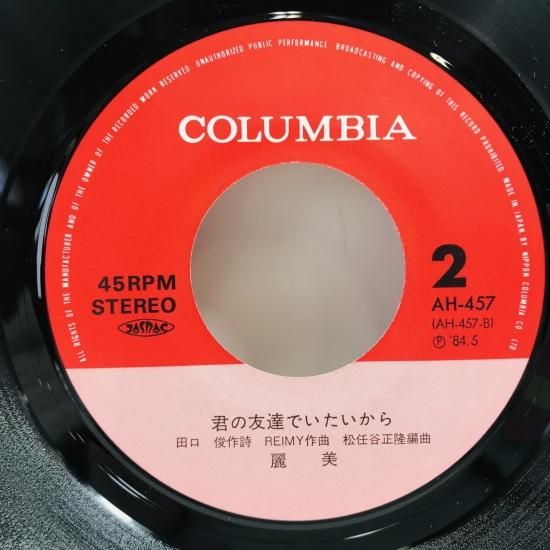 ALL RIGHTS OF THE MANUFACTURER AND OF THE OWNER OF THE RECORDED WORK RESERVED UNAUTHORIZED PUBLIC PERFORMANCE BROADCASTING AND COPYING OF THIS RECORD PROHIBITED MADE IN JAPAN BY NIPPON COLUMBIA CO. LTD
COLUMBIA
45RPM
STEREO
JASRAC
2
AH-457
(AH-457-B)
Ⓟ '84.5
君の友達でいたいから
田口 俊作詩 REIMY作曲 松任谷正隆編曲
麗 美